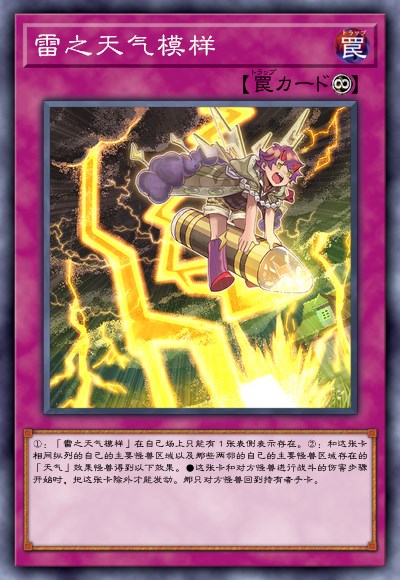 雷之天气模样
トラップ
罠
トラップ
【罠カード】
①：「雷之天气模样」在自己场上只能有1张表侧表示存在。②：和这张卡
相同纵列的自己的主要怪兽区域以及那些两邻的自己的主要怪兽区域存在的
「天气」效果怪兽得到以下效果。●这张卡和对方怪兽进行战斗的伤害步骤
开始时，把这张卡除外才能发动。那只对方怪兽回到持有者手卡。